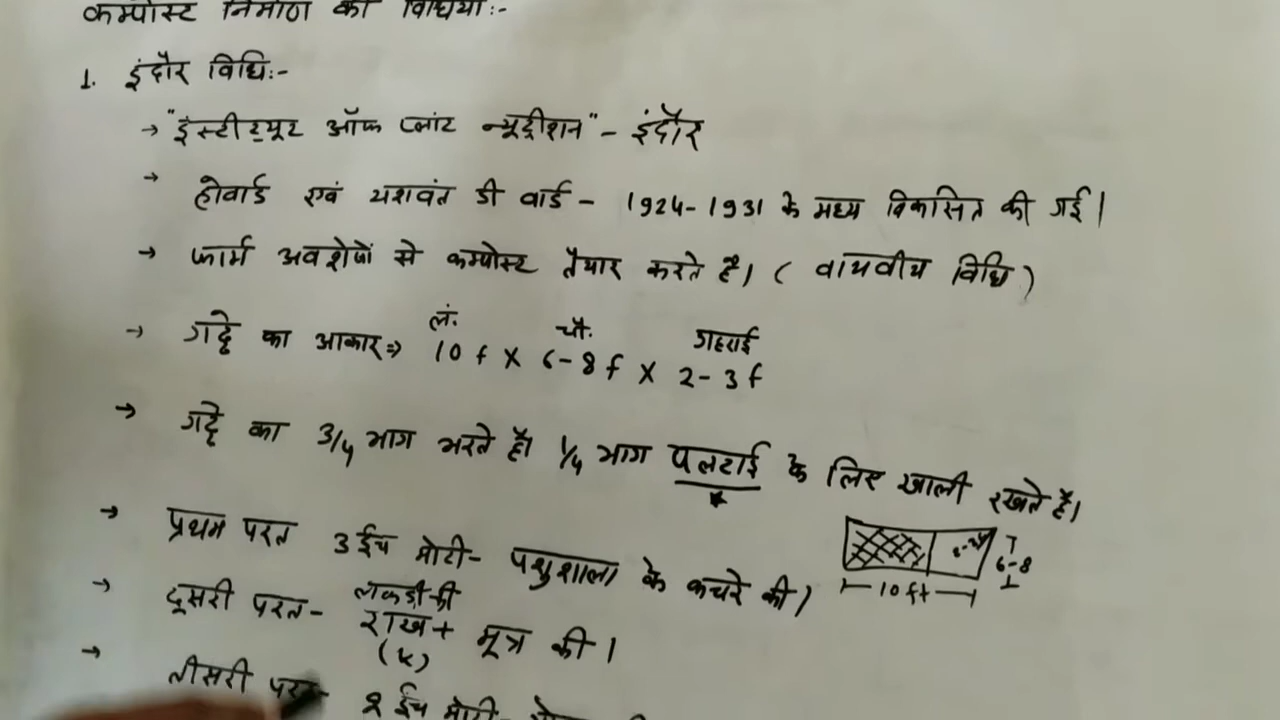 कम्पोस्ट निर्माण की विधियाँ:-
1. इंदौर विधि:-
→ "इंस्टीट्यूट ऑफ प्लांट न्यूट्रीशन" - इंदौर
→ होवार्ड एवं यशवंत डी वार्ड - 1924-1931 के मध्य विकसित की गई।
→ फार्म अवशेषों से कम्पोस्ट तैयार करते है। (वायवीय विधि)
लं. चौ. गहराई
→ गड्ढे का आकार ⇒ 10 f X 6-8 f X 2-3 f
→ गड्ढे का 3/4 भाग भरते है। 1/4 भाग पलटाई के लिए खाली रखते है।
→ प्रथम परत 3 ईंच मोटी- पशुशाला के कचरे की।
6-8
10 ft
→ दूसरी परत- लकड़ी की राख + मूत्र की।
(K)
→ तीसरी परत 2 ईंच मोटी-